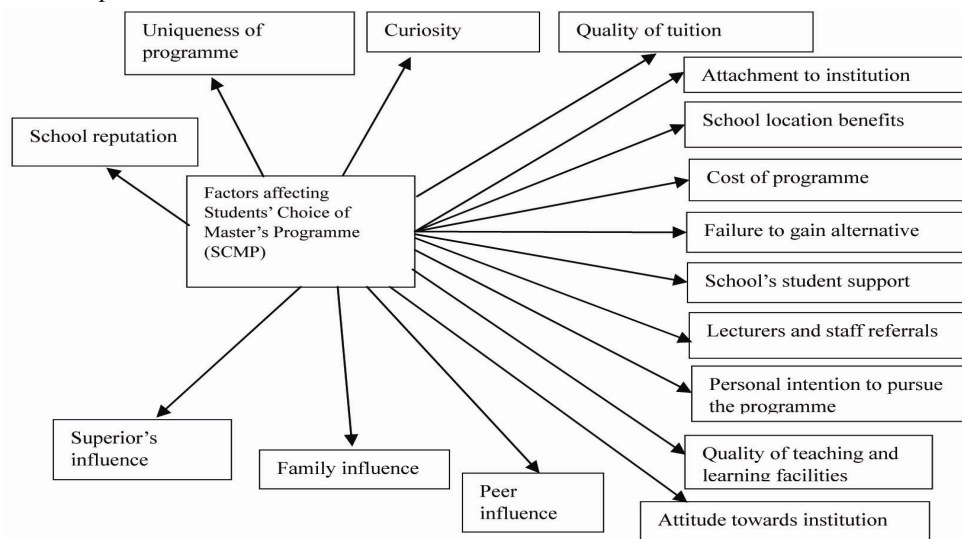 Uniqueness of
programme
Curiosity
Quality of tuition
Attachment to institution
School location benefits
School reputation
Cost of programme
Factors affecting
Students' Choice of
Master's Programme
(SCMP)
Failure to gain alternative
School's student support
Lecturers and staff referrals
Personal intention to pursue
the programme
Superior's
influence
Family influence
Peer
influence
Quality of teaching and
learning facilities
Attitude towards institution